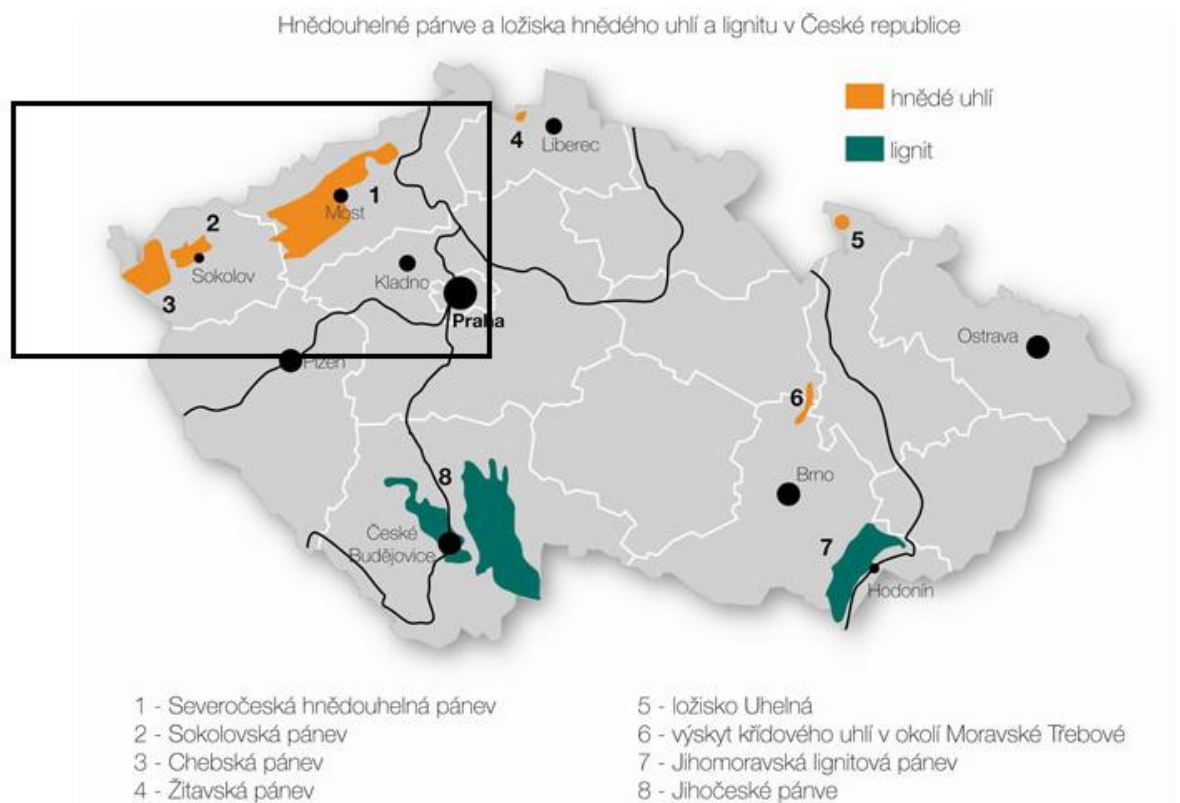 Hnědouhelné pánve a ložiska hnědého uhlí a lignitu v České republice
hnědé uhlí
lignit
4
Liberec
1
Most
2
Sokolov
3
Kladno
Praha
5
Plzeň
Ostrava
6
8
Brno
České
Budějovice
7
Hodonín
1 - Severočeská hnědouhelná pánev
2 - Sokolovská pánev
3 - Chebská pánev
4 - Žitavská pánev
5 - ložisko Uhelná
6 - výskyt křídového uhlí v okolí Moravské Třebové
7 - Jihomoravská lignitová pánev
8 - Jihočeské pánve